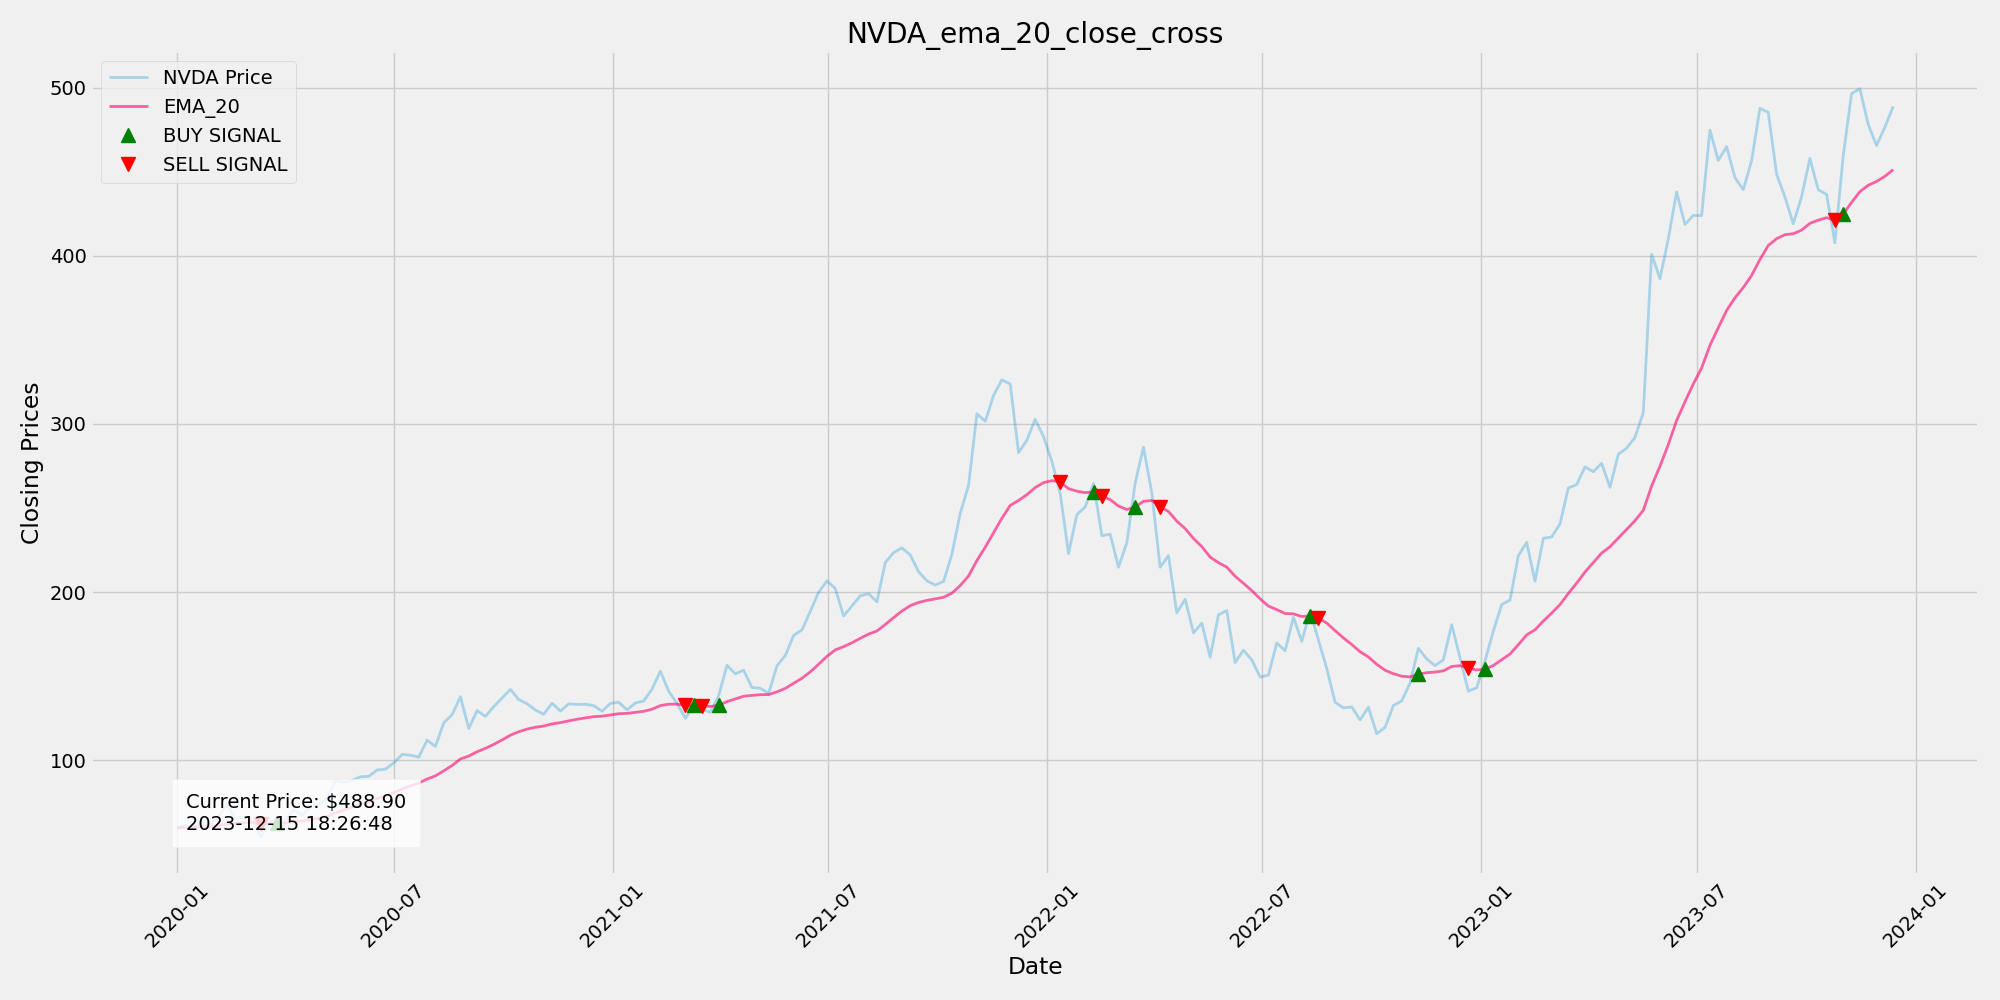 NVDA_ema_20_close_cross
NVDA Price
EMA_20
BUY SIGNAL
SELL SIGNAL
500
400
300
200
100
Closing Prices
Current Price: $488.90
2023-12-15 18:26:48
2020-01
2020-07
2021-01
2021-07
2022-01
2022-07
2023-01
2023-07
2024-01
Date